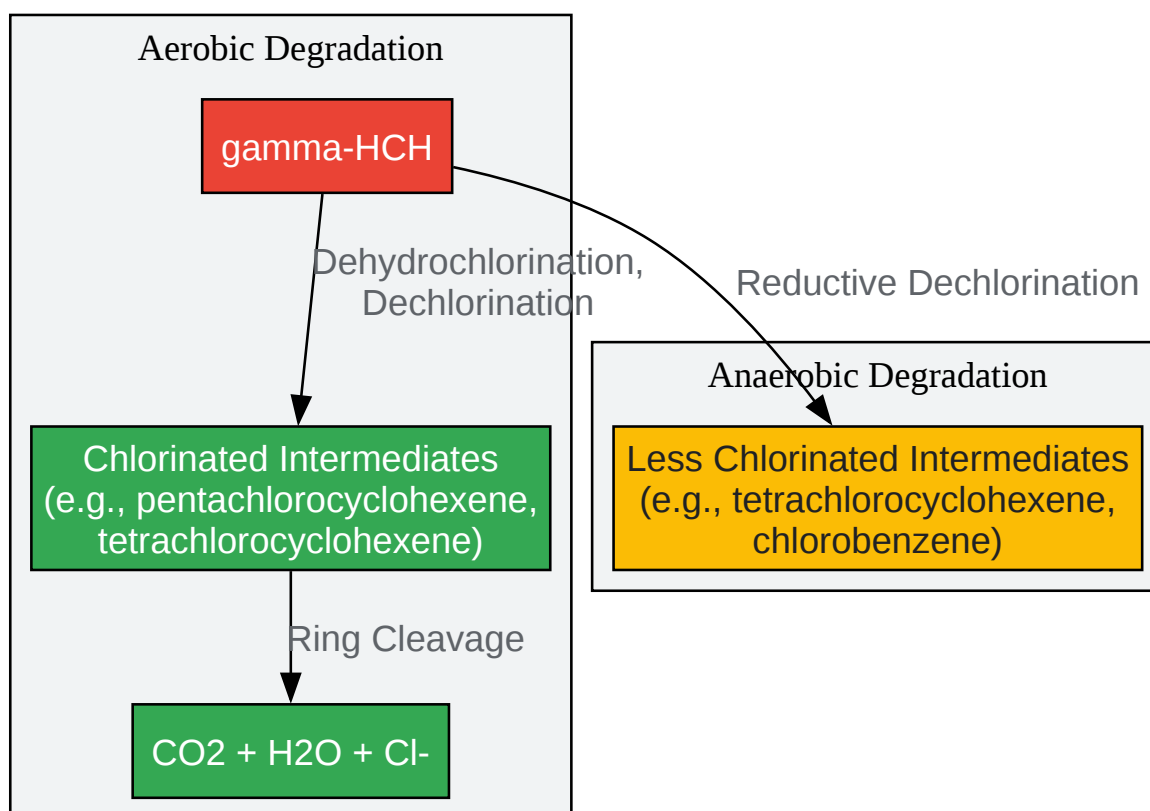 Aerobic Degradation
gamma-HCH
Dehydrochlorination,
Dechlorination
Reductive Dechlorination
Anaerobic Degradation
Chlorinated Intermediates
(e.g., pentachlorocyclohexene,
tetrachlorocyclohexene)
Less Chlorinated Intermediates
(e.g., tetrachlorocyclohexene,
chlorobenzene)
Ring Cleavage
CO2 + H2O + Cl-